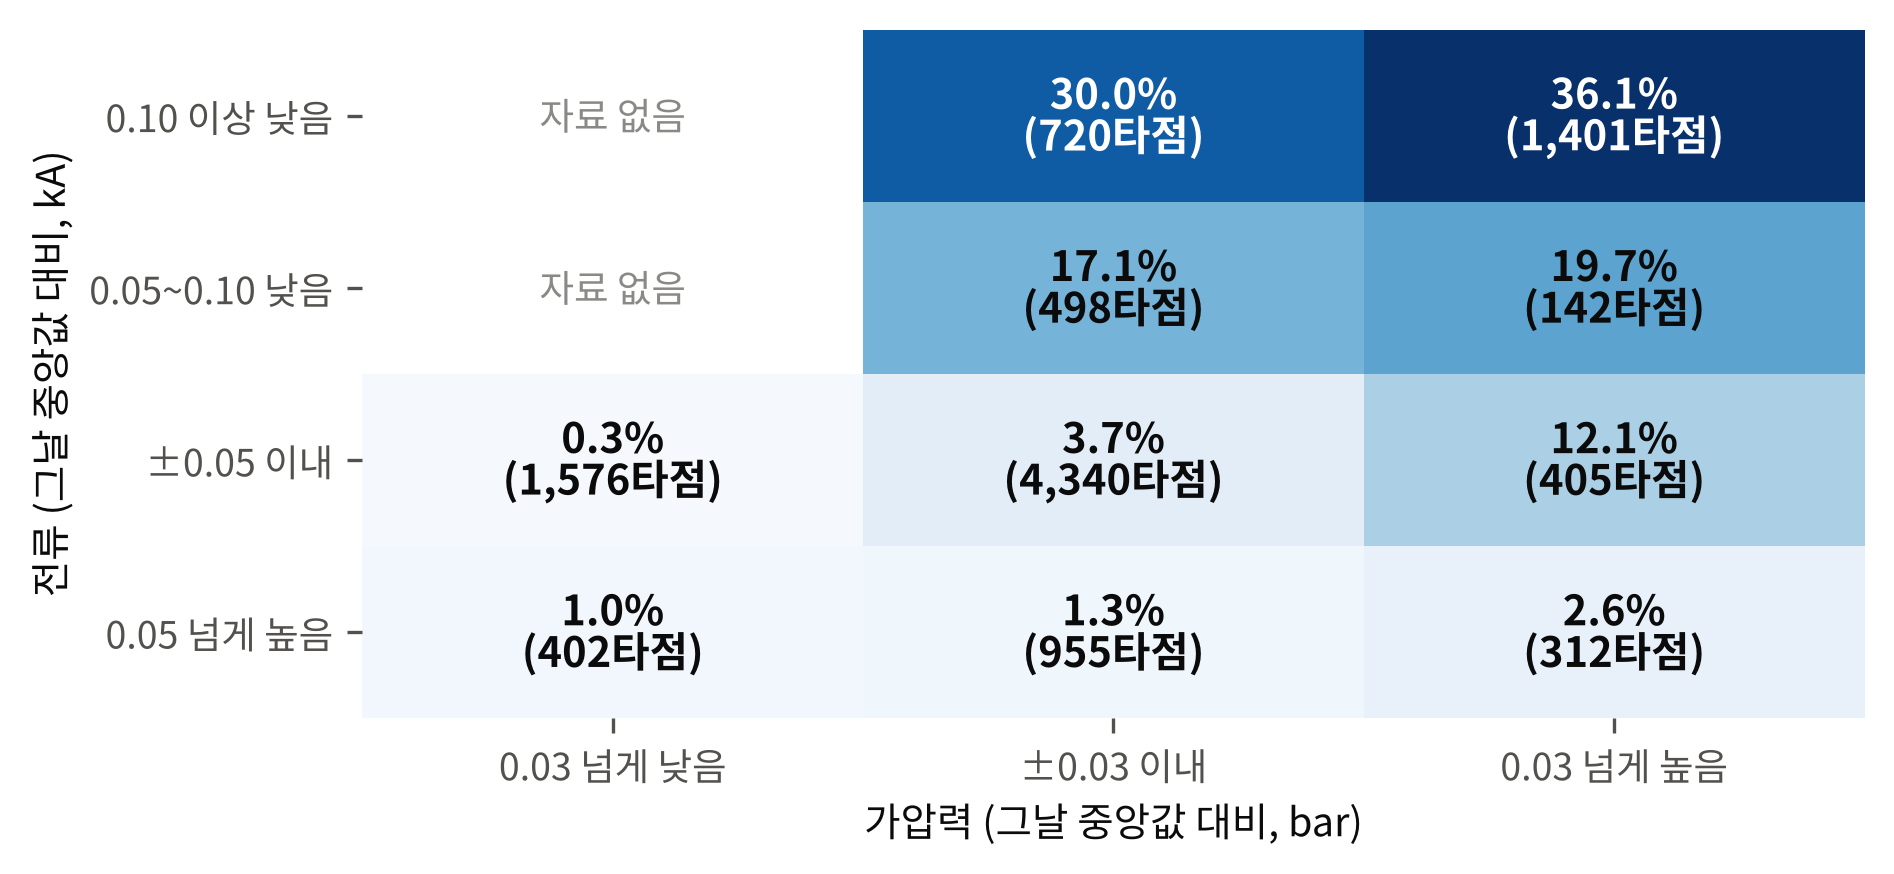 전류 (그날 중앙값 대비, kA)
0.10 이상 낮음
자료 없음
30.0%
(720타점)
36.1%
(1,401타점)
0.05~0.10 낮음
자료 없음
17.1%
(498타점)
19.7%
(142타점)
±0.05 이내
0.3%
(1,576타점)
3.7%
(4,340타점)
12.1%
(405타점)
0.05 넘게 높음
1.0%
(402타점)
1.3%
(955타점)
2.6%
(312타점)
0.03 넘게 낮음
±0.03 이내
0.03 넘게 높음
가압력 (그날 중앙값 대비, bar)